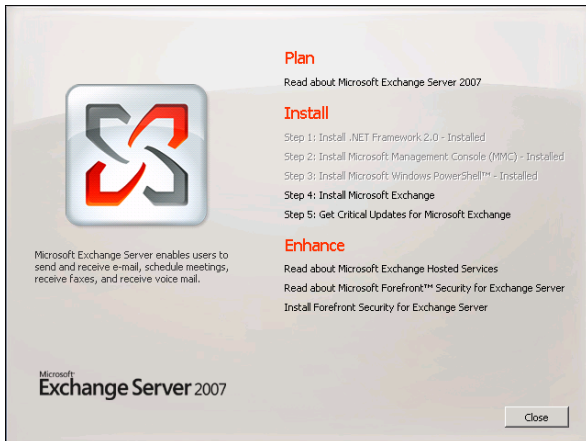 Plan
Read about Microsoft Exchange Server 2007
Install
Step 1: Install .NET Framework 2.0 - Installed
Step 2: Install Microsoft Management Console (MMC) - Installed
Step 3: Install Microsoft Windows PowerShell™ - Installed
Step 4: Install Microsoft Exchange
Step 5: Get Critical Updates for Microsoft Exchange
Enhance
Read about Microsoft Exchange Hosted Services
Read about Microsoft Forefront™ Security for Exchange Server
Install Forefront Security for Exchange Server
Microsoft Exchange Server enables users to
send and receive e-mail, schedule meetings,
receive faxes, and receive voice mail.
Microsoft
Exchange Server 2007
Close